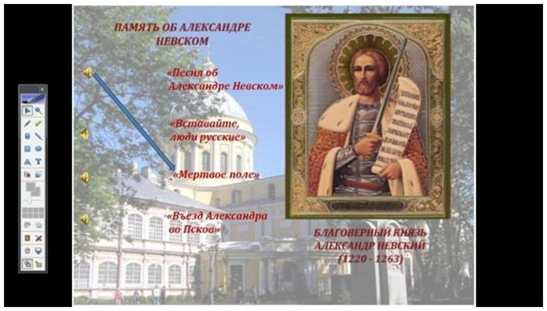 ПАМЯТЬ ОБ АЛЕКСАНДРЕ
НЕВСКОМ
«Песня об
Александре Невском»
«Вставайте,
люди русские»
«Мертвое поле»
«Въезд Александра
во Псков»
БЛАГОВЕРНЫЙ КНЯЗЬ
АЛЕКСАНДР НЕВСКИЙ
(1220 - 1263)